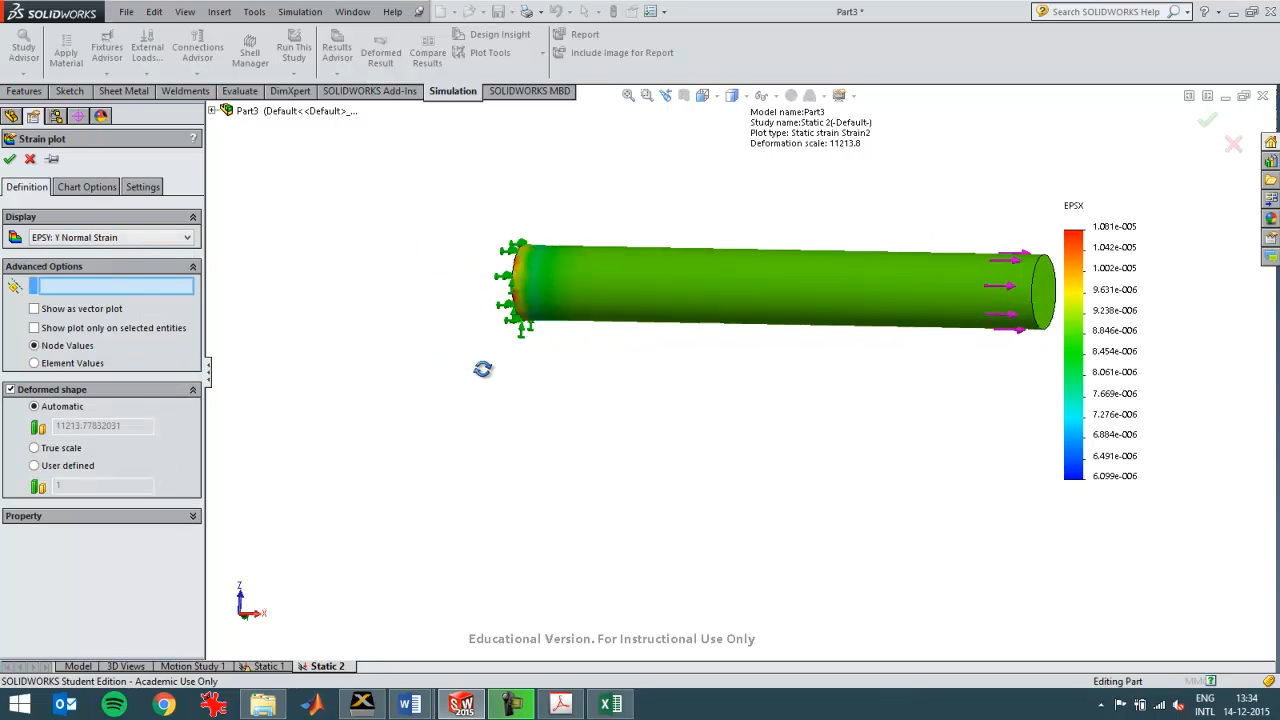 SOLIDWORKS
File Edit View Insert Tools Simulation Window Help
Part3 *
Search SOLIDWORKS Help
Study Advisor
Apply Material
Fixtures Advisor
External Loads...
Connections Advisor
Shell Manager
Run This Study
Results Advisor
Deformed Result
Compare Results
Design Insight
Plot Tools
Report
Include Image for Report
Features Sketch Sheet Metal Weldments Evaluate DimXpert SOLIDWORKS Add-Ins Simulation SOLIDWORKS MBD
Part3 (Default<<Default>_...
Model name:Part3
Study name:Static 2(-Default-)
Plot type: Static strain Strain2
Deformation scale: 11213.8
Strain plot
?
Definition Chart Options Settings
Display
EPSY: Y Normal Strain
Advanced Options
Show as vector plot
Show plot only on selected entities
Node Values
Element Values
Deformed shape
Automatic
11213.77832031
True scale
User defined
1
Property
EPSX
1.081e-005
1.042e-005
1.002e-005
9.631e-006
9.238e-006
8.846e-006
8.454e-006
8.061e-006
7.669e-006
7.276e-006
6.884e-006
6.491e-006
6.099e-006
Z
X
Educational Version. For Instructional Use Only
Model 3D Views Motion Study 1 Static 1 Static 2
SOLIDWORKS Student Edition - Academic Use Only
Editing Part
ENG
INTL
13:34
14-12-2015